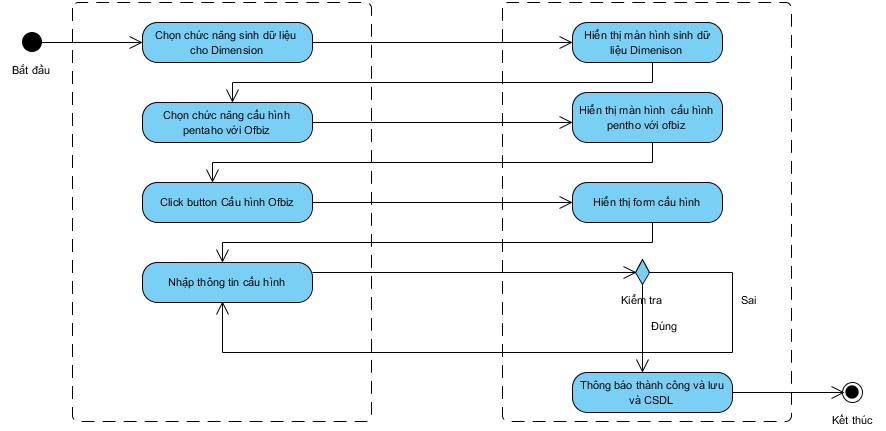 Chọn chức năng sinh dữ liệu
cho Dimension
Hiển thị màn hình sinh dữ
liệu Dimenison
Bắt đầu
Chọn chức năng cấu hình
pentaho với Ofbiz
Hiển thị màn hình cấu hình
pentho với ofbiz
Click button Cấu hình Ofbiz
Hiển thị form cấu hình
Nhập thông tin cấu hình
Kiểm tra
Sai
Đúng
Thông báo thành công và lưu
và CSDL
Kết thúc